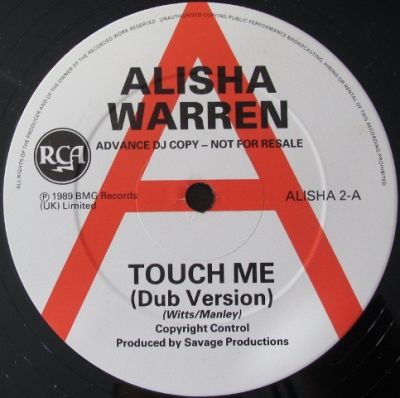 ALL RIGHTS OF THE PRODUCER AND OF THE OWNER OF THE RECORDED WORK RESERVED. UNAUTHORISED COPYING PUBLIC PERFORMANCE BROADCASTING, HIRING OR RENTAL OF THIS RECORDING PROHIBITED.
ALISHA
WARREN
ADVANCE DJ COPY – NOT FOR RESALE
RCA
℗ 1989 BMG Records
(UK) Limited
ALISHA 2-A
TOUCH ME
(Dub Version)
(Witts/Manley)
Copyright Control
Produced by Savage Productions